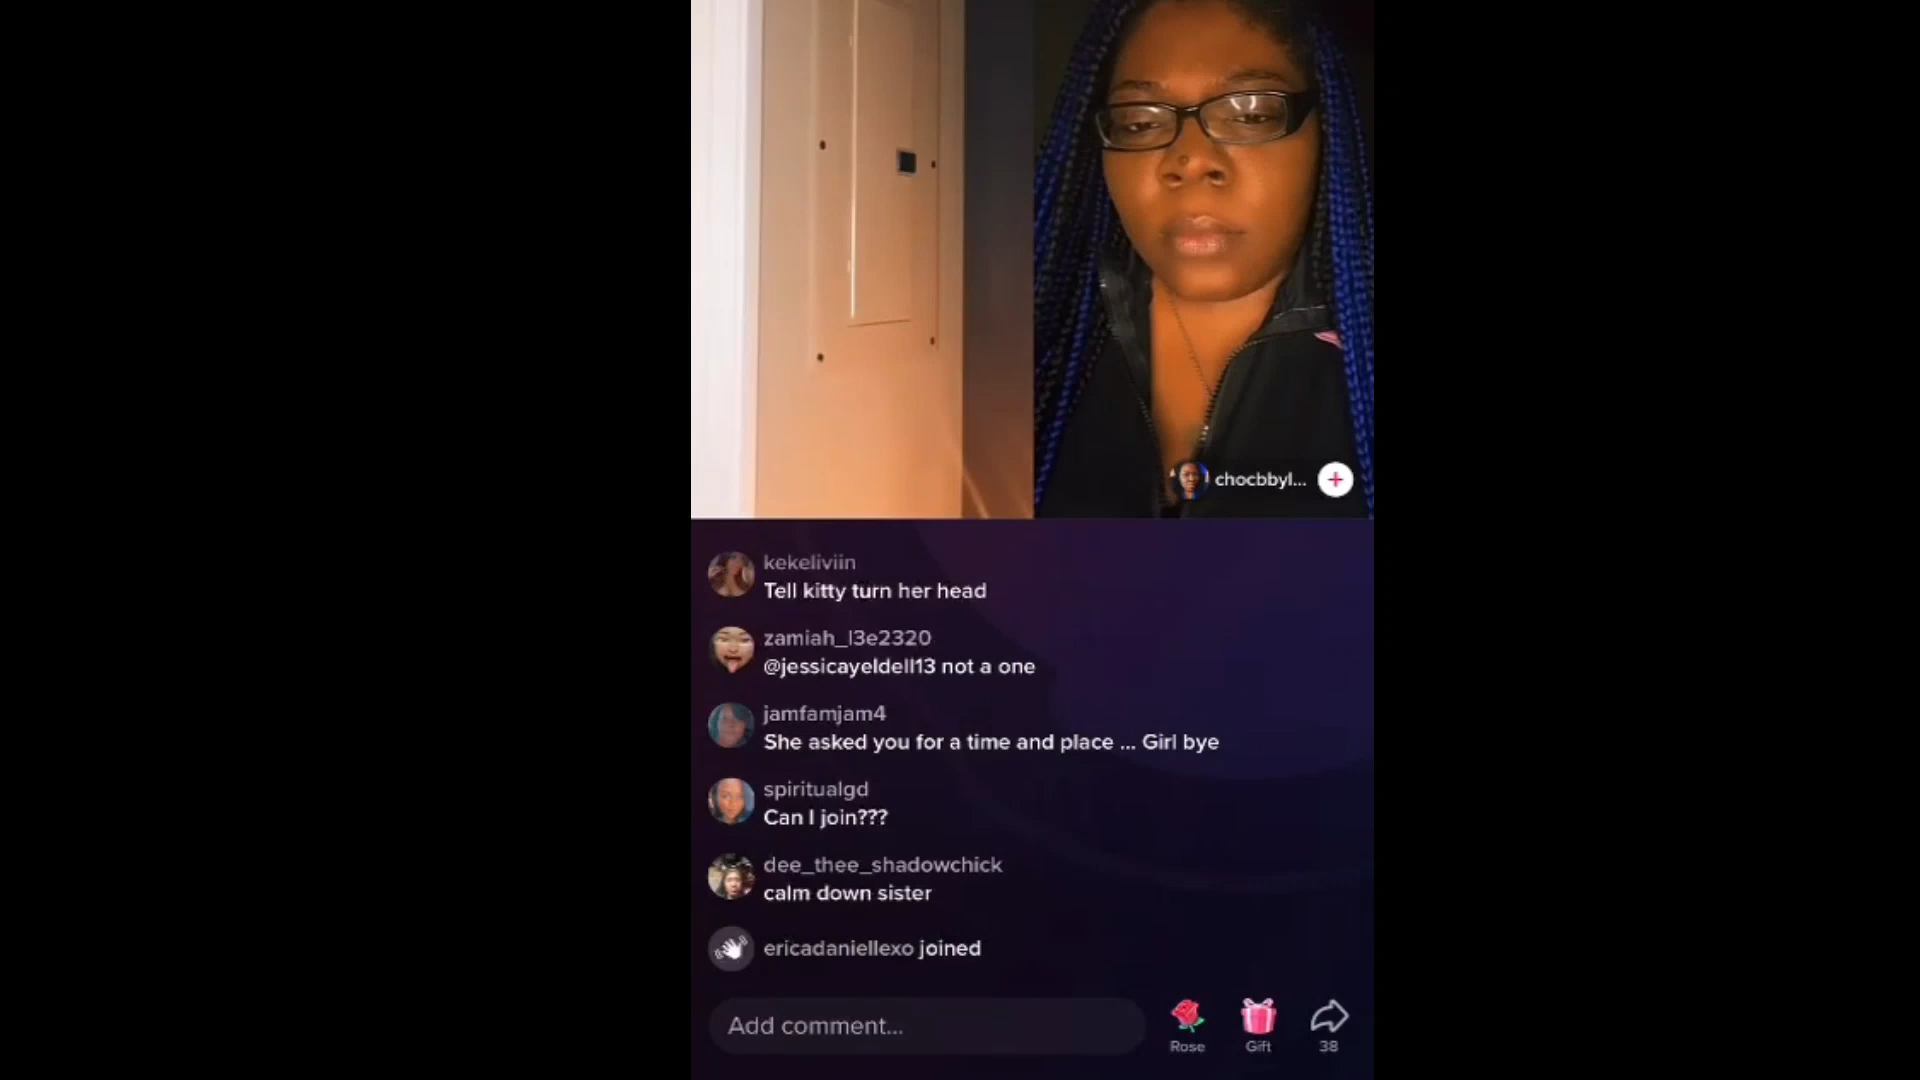 chocbbyl...
kekeliviin
Tell kitty turn her head
zamiah_l3e2320
@jessicayeldell13 not a one
jamfamjam4
She asked you for a time and place ... Girl bye
spiritualgd
Can I join???
dee_thee_shadowchick
calm down sister
ericadaniellexo joined
Add comment...
Rose
Gift
38